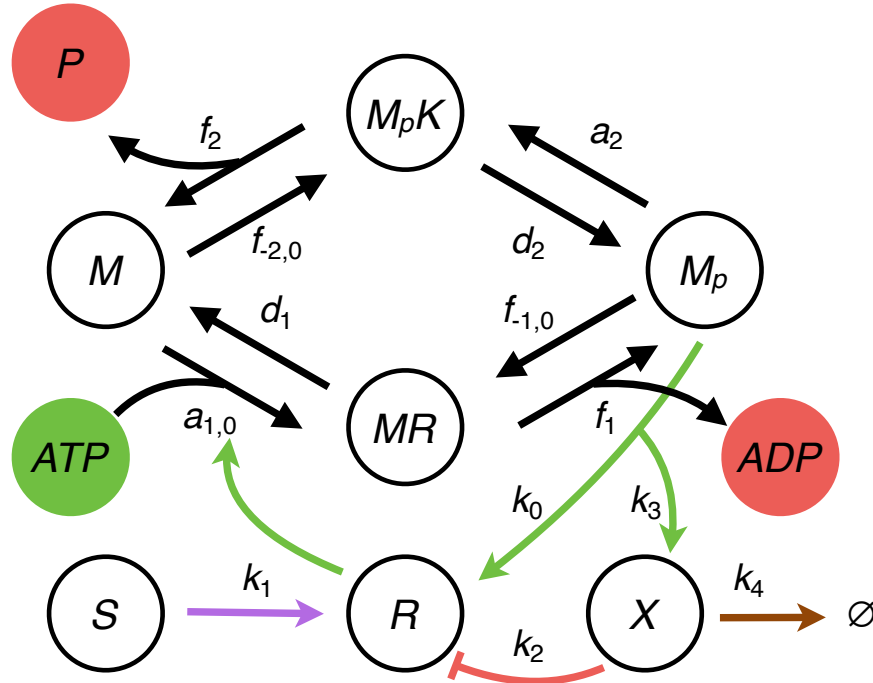 P
MpK
f2
a2
M
f-2,0
d2
Mp
d1
f-1,0
ATP
a1,0
MR
f1
ADP
k0
k3
S
k1
R
X
k4
∅
k2